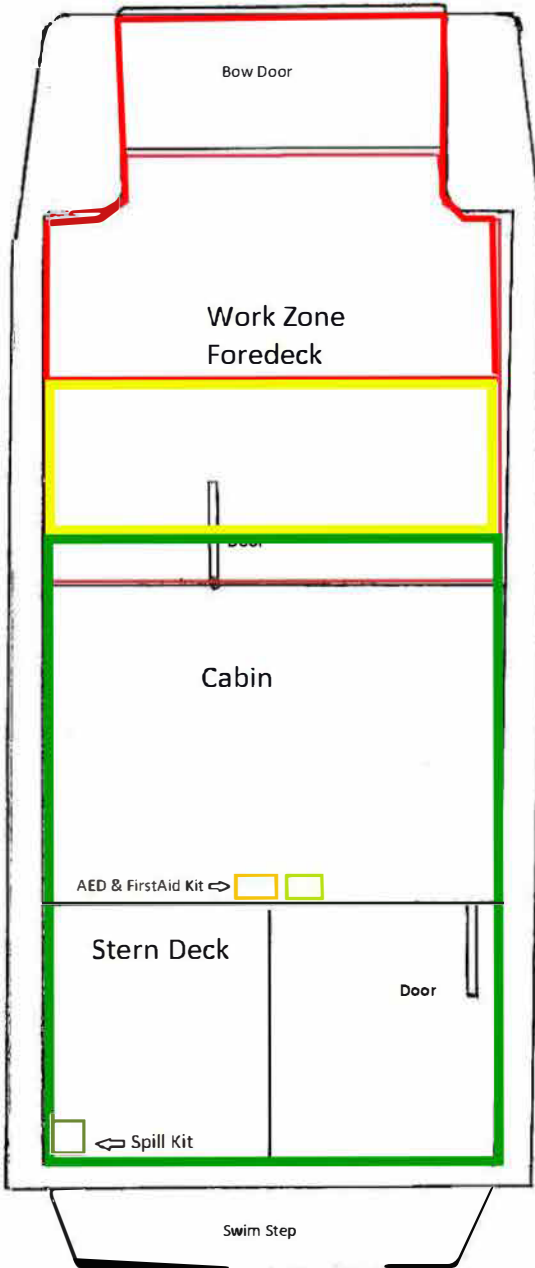 Bow Door
Work Zone
Foredeck
Door
Cabin
AED & FirstAid Kit
Stern Deck
Door
Spill Kit
Swim Step